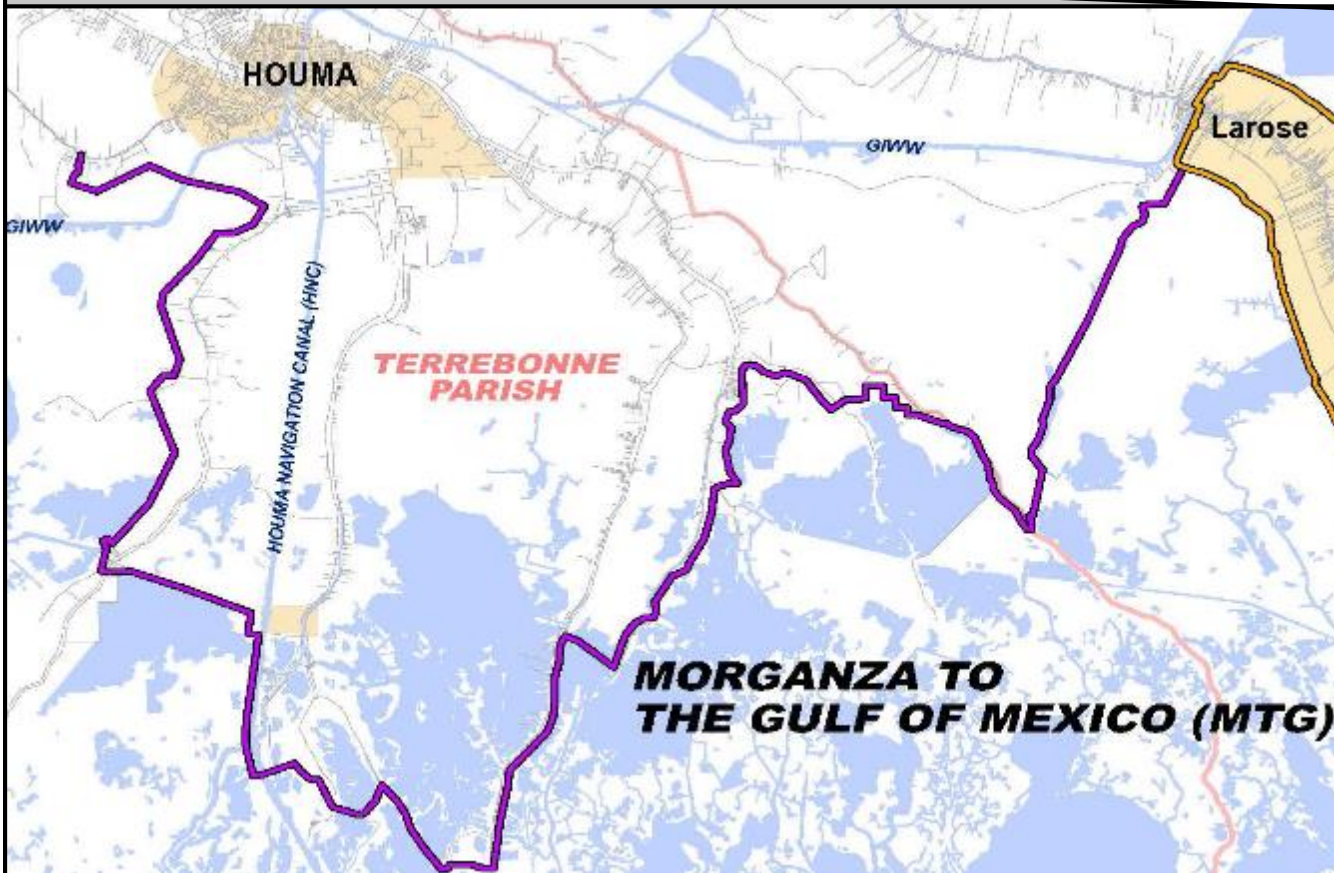 HOUMA
Larose
GIWW
GIWW
HOUMA NAVIGATION CANAL (HNC)
TERREBONNE
PARISH
MORGANZA TO
THE GULF OF MEXICO (MTG)